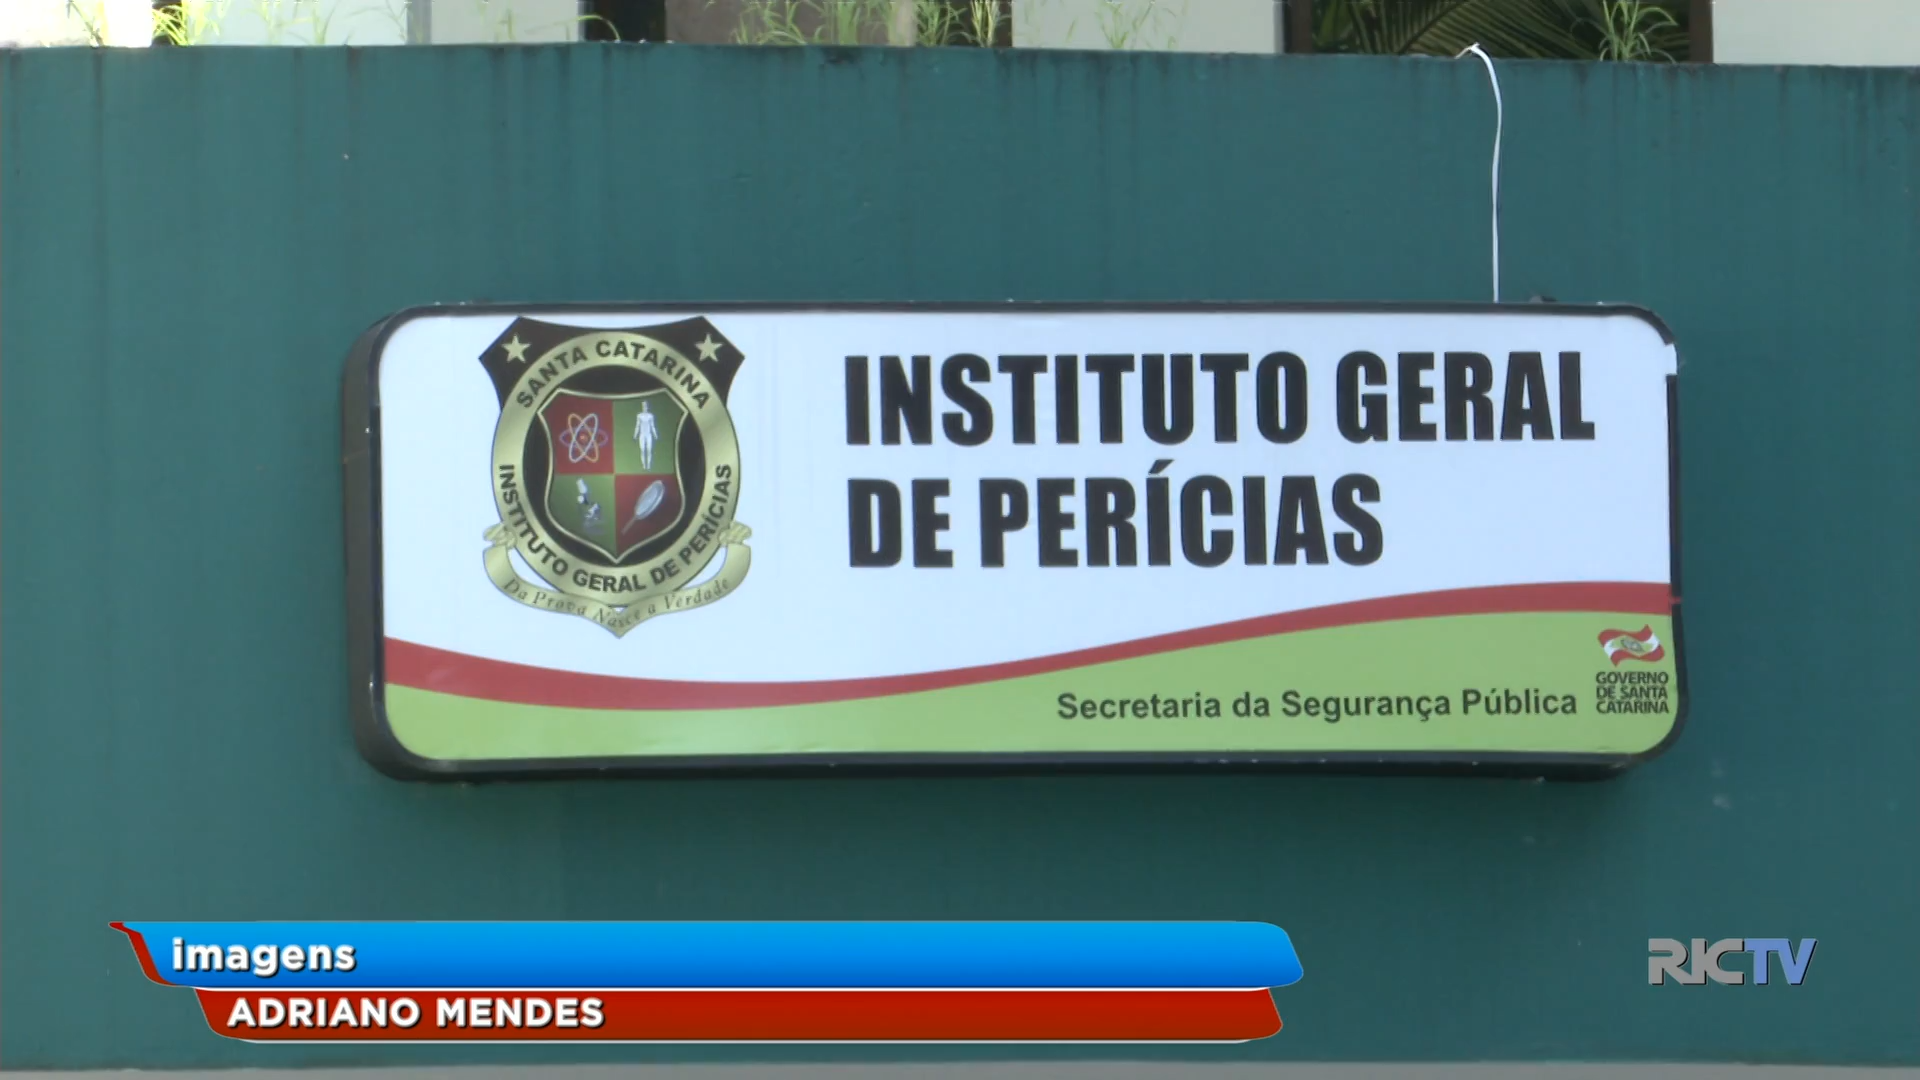 SANTA CATARINA
INSTITUTO GERAL DE PERÍCIAS
Da Prova Nasce a Verdade
INSTITUTO GERAL
DE PERÍCIAS
Secretaria da Segurança Pública
GOVERNO
DE SANTA
CATARINA
imagens
ADRIANO MENDES
RICTV